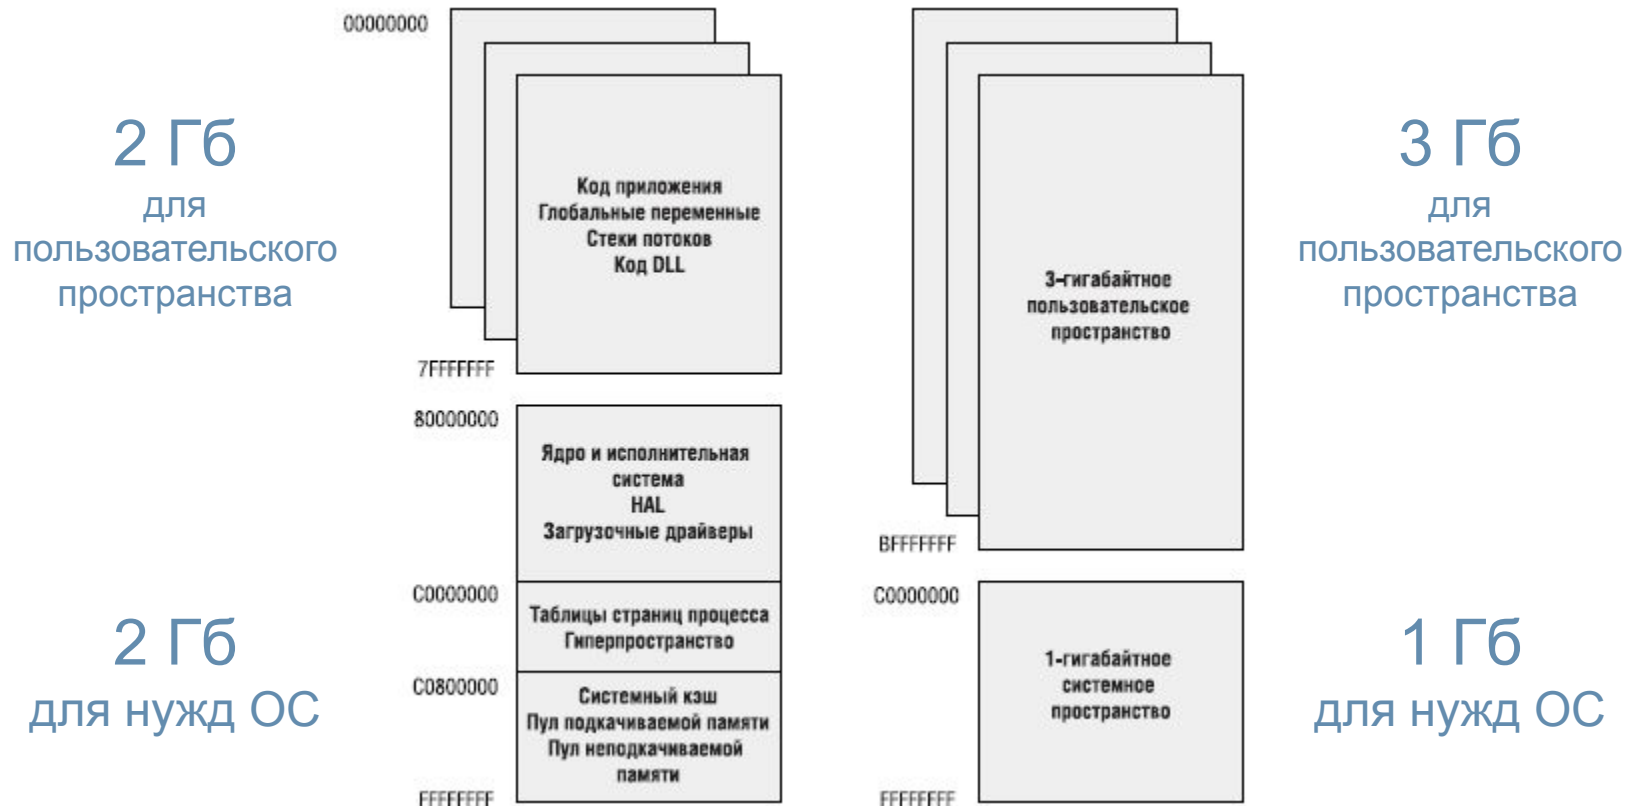 00000000
2 Гб
для
пользовательского
пространства
Код приложения
Глобальные переменные
Стеки потоков
Код DLL
7FFFFFFF
80000000
Ядро и исполнительная
система
HAL
Загрузочные драйверы
C0000000
Таблицы страниц процесса
Гиперпространство
C0800000
Системный кэш
Пул подкачиваемой памяти
Пул неподкачиваемой
памяти
FFFFFFFF
2 Гб
для нужд ОС
3-гигабайтное
пользовательское
пространство
BFFFFFFF
C0000000
1-гигабайтное
системное
пространство
FFFFFFFF
3 Гб
для
пользовательского
пространства
1 Гб
для нужд ОС